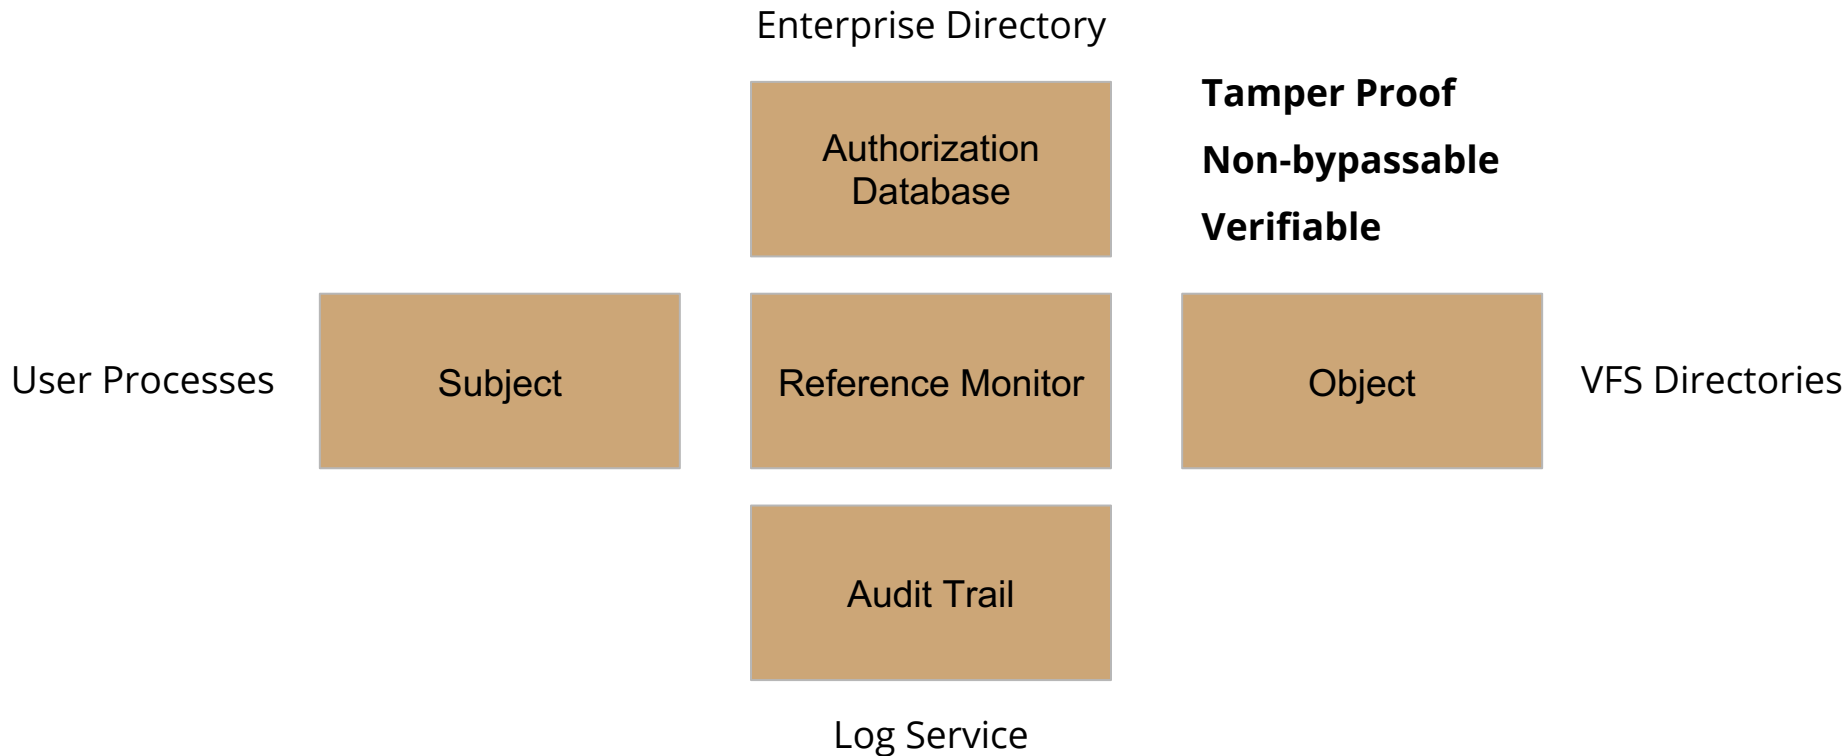 Enterprise Directory
Authorization
Database
Tamper Proof
Non-bypassable
Verifiable
User Processes
Subject
Reference Monitor
Object
VFS Directories
Audit Trail
Log Service